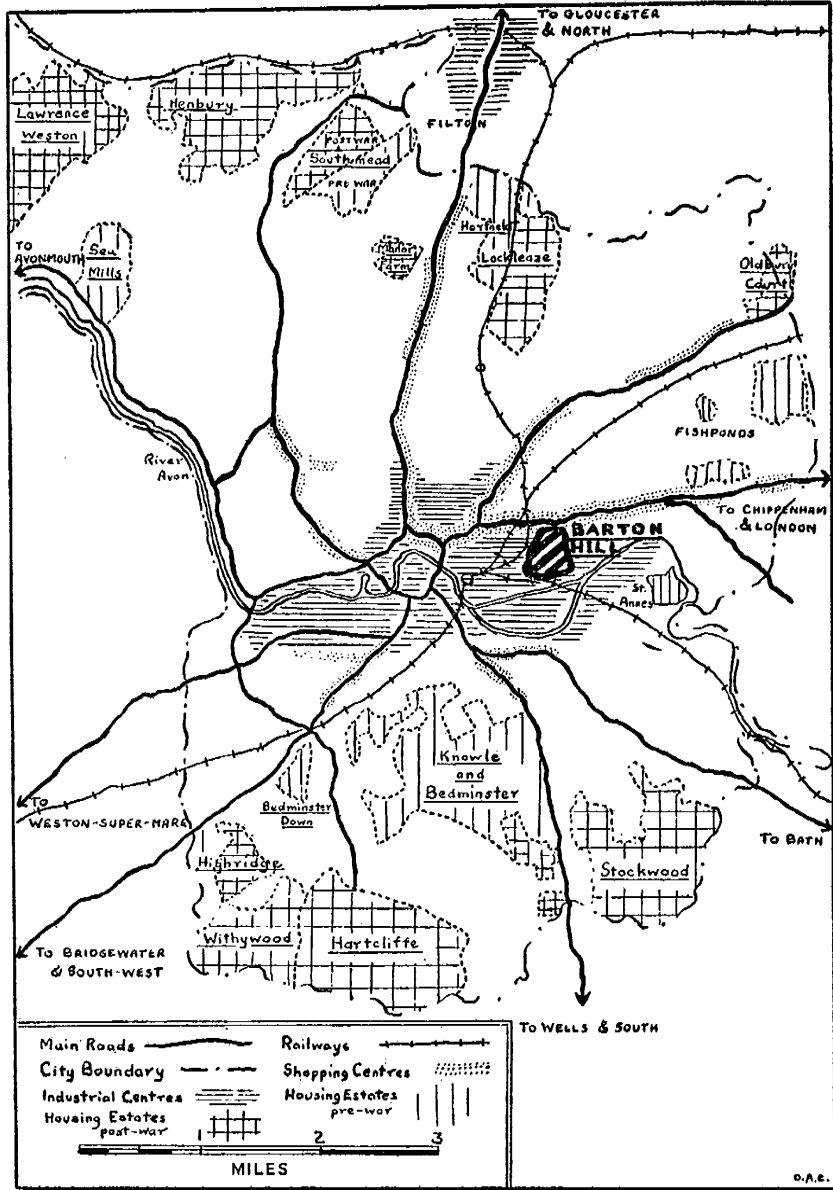 TO GLOUCESTER
& NORTH
Lawrance
Weston
Henbury
FILTON
POST WAR
Southmead
PRE WAR
Horfield
Lockleaze
Manor
Farm
Sea
Mills
TO
AVONMOUTH
Oldbury
Court
FISHPONDS
River
Avon
TO CHIPPENHAM
& LONDON
BARTON
HILL
St.
Annes
Knowle
and
Bedminster
Bedminster
Down
TO
WESTON-SUPER-MARE
TO BATH
Stockwood
Highridge
Withywood
Hartcliffe
TO BRIDGEWATER
& SOUTH-WEST
TO WELLS & SOUTH
Main Roads
Railways
City Boundary
Shopping Centres
Industrial Centres
Housing Estates
pre-war
Housing Estates
post-war
1 2 3
MILES
D.A.C.